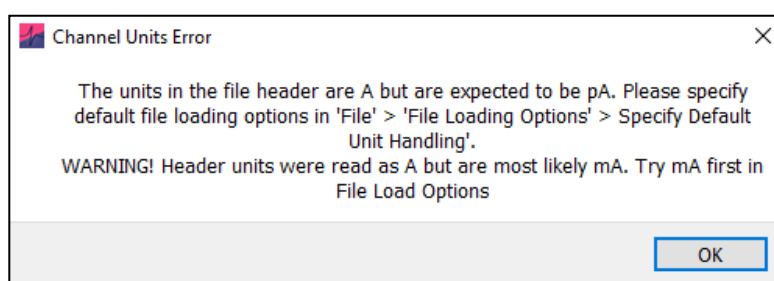 Channel Units Error
The units in the file header are A but are expected to be pA. Please specify
default file loading options in 'File' > 'File Loading Options' > Specify Default
Unit Handling'.
WARNING! Header units were read as A but are most likely mA. Try mA first in
File Load Options
OK